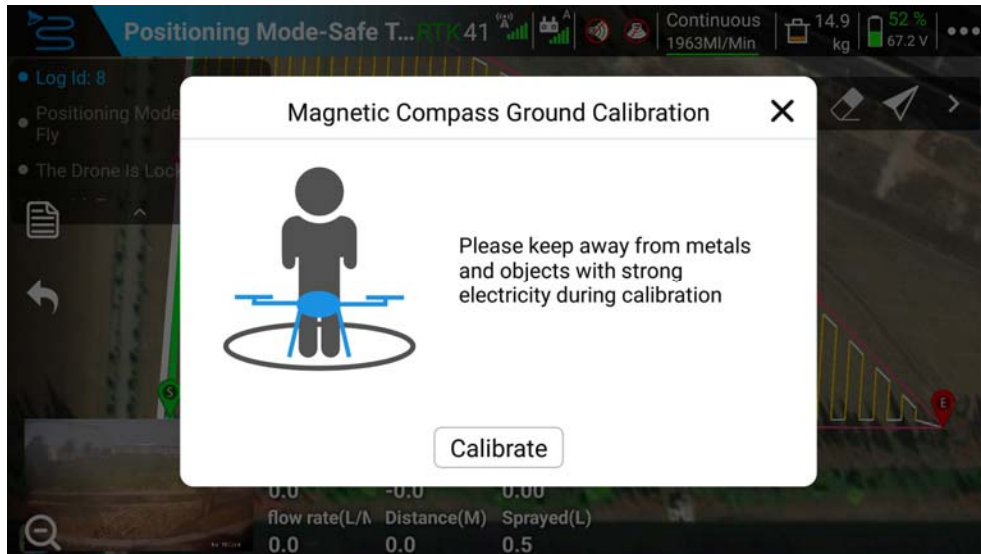 Positioning Mode-Safe T... RTK 41 A Continuous 14.9 52 %
1963Ml/Min kg 67.2 V
Log Id: 8
Positioning Mode
Fly
The Drone Is Lock
Magnetic Compass Ground Calibration
Please keep away from metals
and objects with strong
electricity during calibration
Calibrate
S
E
0.0 -0.0 0.00
flow rate(L/ Distance(M) Sprayed(L)
0.0 0.0 0.5